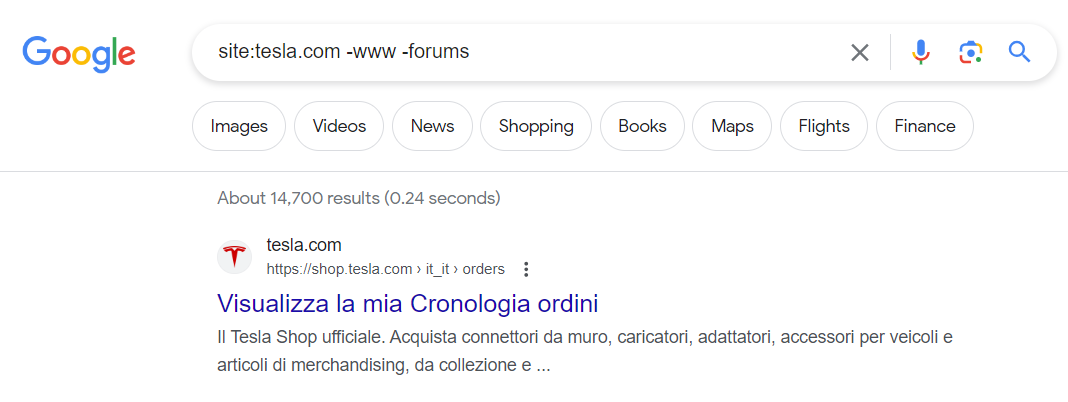 Google
site:tesla.com -www -forums
Images Videos News Shopping Books Maps Flights Finance
About 14,700 results (0.24 seconds)
tesla.com
https://shop.tesla.com › it_it › orders
Visualizza la mia Cronologia ordini
Il Tesla Shop ufficiale. Acquista connettori da muro, caricatori, adattatori, accessori per veicoli e
articoli di merchandising, da collezione e ...